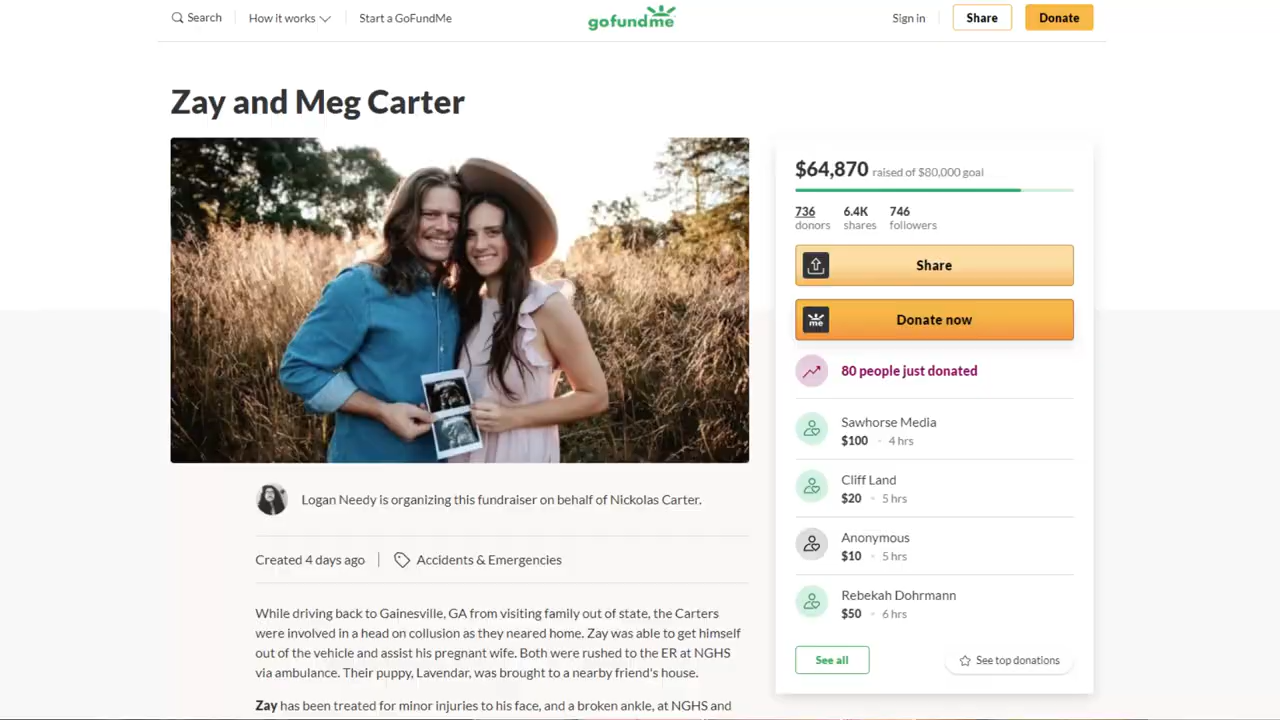 Search
How it works
Start a GoFundMe
gofundme
Sign in
Share
Donate
Zay and Meg Carter
$64,870 raised of $80,000 goal
736 donors
6.4K shares
746 followers
Share
me
Donate now
80 people just donated
Sawhorse Media
$100 · 4 hrs
Cliff Land
$20 · 5 hrs
Anonymous
$10 · 5 hrs
Rebekah Dohrmann
$50 · 6 hrs
See all
See top donations
Logan Needy is organizing this fundraiser on behalf of Nickolas Carter.
Created 4 days ago
Accidents & Emergencies
While driving back to Gainesville, GA from visiting family out of state, the Carters
were involved in a head on collusion as they neared home. Zay was able to get himself
out of the vehicle and assist his pregnant wife. Both were rushed to the ER at NGHS
via ambulance. Their puppy, Lavendar, was brought to a nearby friend's house.
Zay has been treated for minor injuries to his face, and a broken ankle, at NGHS and